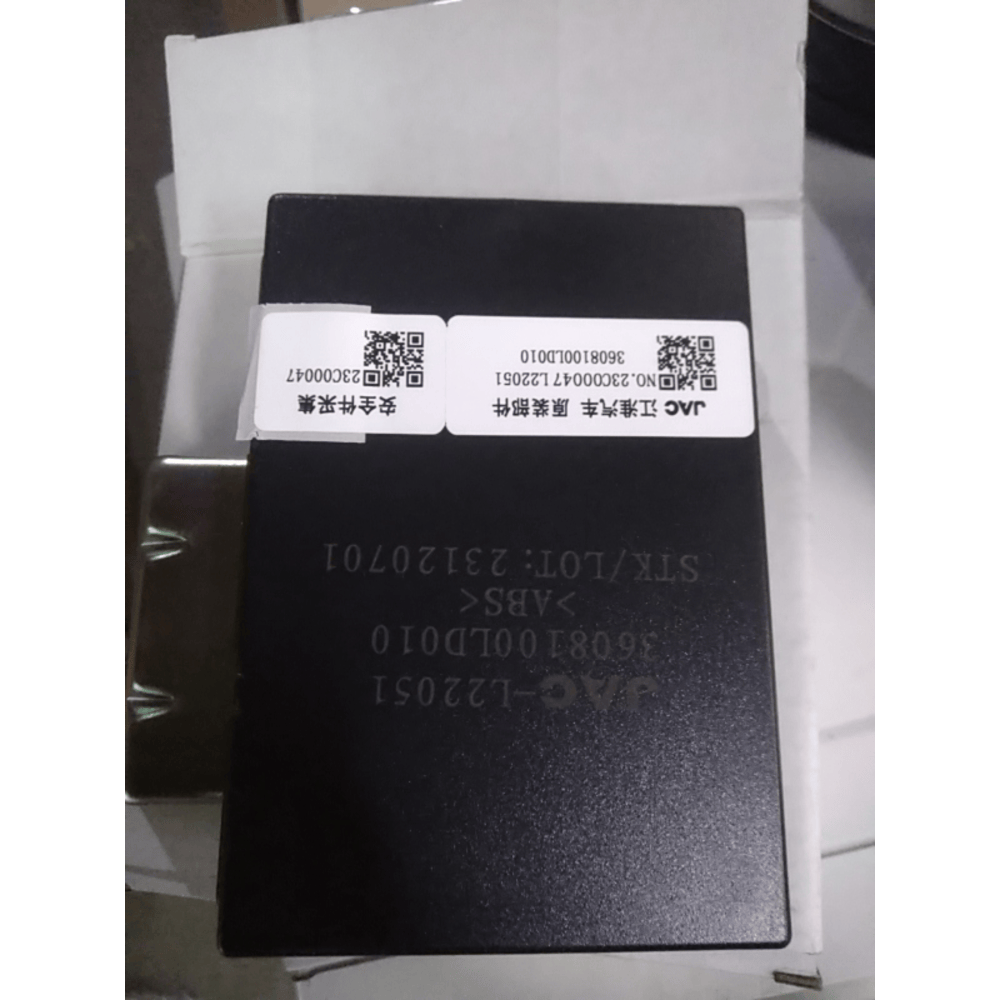 JAC 江淮汽车 原装部件
NO.23C00047 L22051
3608100LD010
安全件采集
23C00047
JAC-L22051
3608100LD010
>ABS<
STK/LOT: 23120701